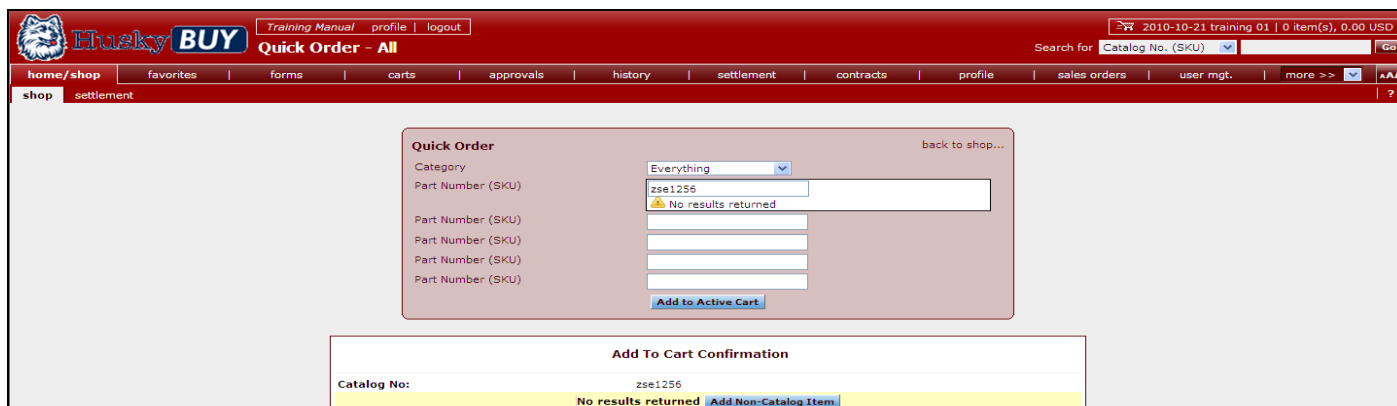 Husky BUY
Training Manual profile | logout
2010-10-21 training 01 | 0 item(s), 0.00 USD
Quick Order - All
Search for Catalog No. (SKU) Go
home/shop favorites | forms | carts | approvals | history | settlement | contracts | profile | sales orders | user mgt. | more >>
shop settlement | ?
Quick Order back to shop...
Category Everything
Part Number (SKU) zse1256
No results returned
Part Number (SKU)
Part Number (SKU)
Part Number (SKU)
Part Number (SKU)
Add to Active Cart
Add To Cart Confirmation
Catalog No: zse1256
No results returned Add Non-Catalog Item